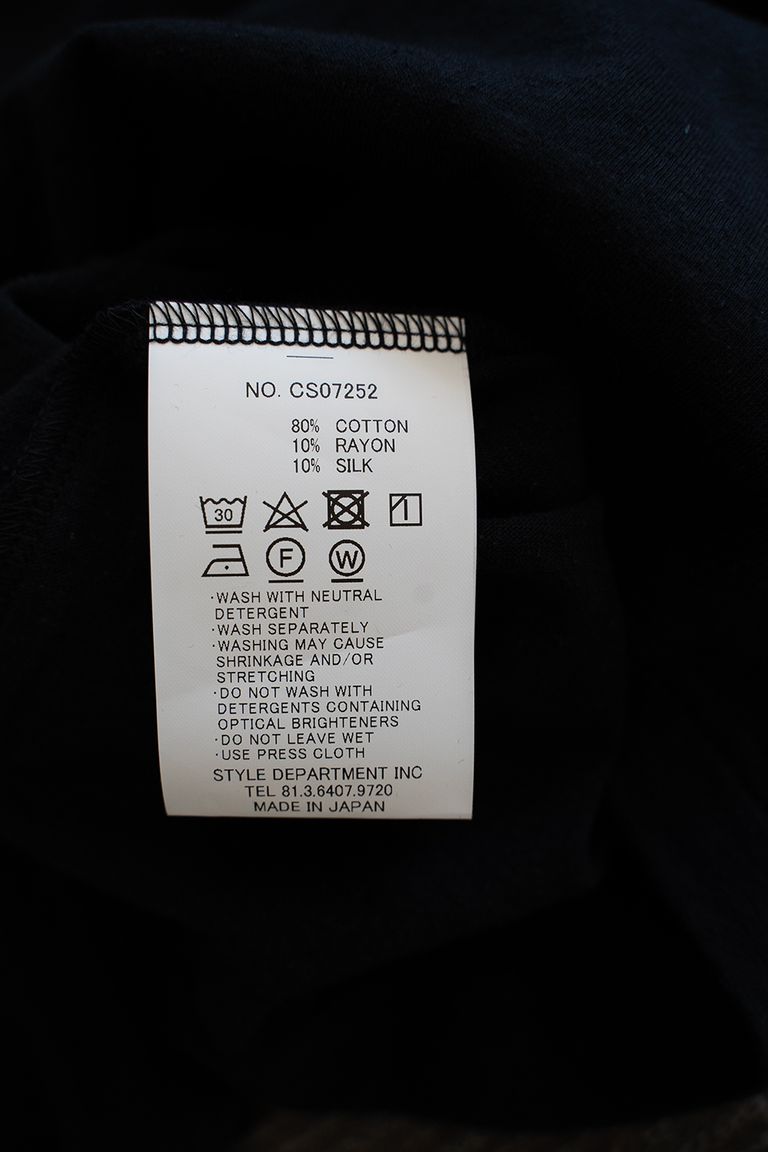 NO. CS07252
80% COTTON
10% RAYON
10% SILK
30
F W
·WASH WITH NEUTRAL
DETERGENT
·WASH SEPARATELY
·WASHING MAY CAUSE
SHRINKAGE AND/OR
STRETCHING
·DO NOT WASH WITH
DETERGENTS CONTAINING
OPTICAL BRIGHTENERS
·DO NOT LEAVE WET
·USE PRESS CLOTH
STYLE DEPARTMENT INC
TEL 81.3.6407.9720
MADE IN JAPAN